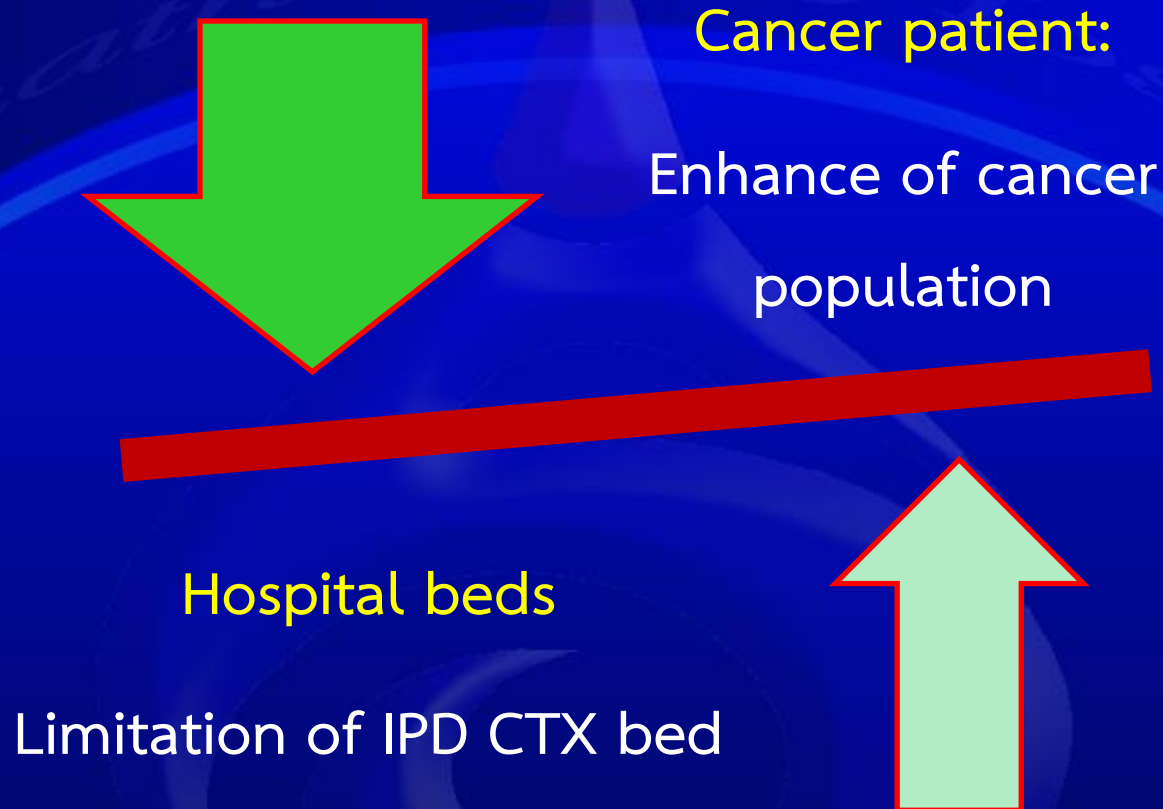 Cancer patient:
Enhance of cancer
population
Hospital beds
Limitation of IPD CTX bed